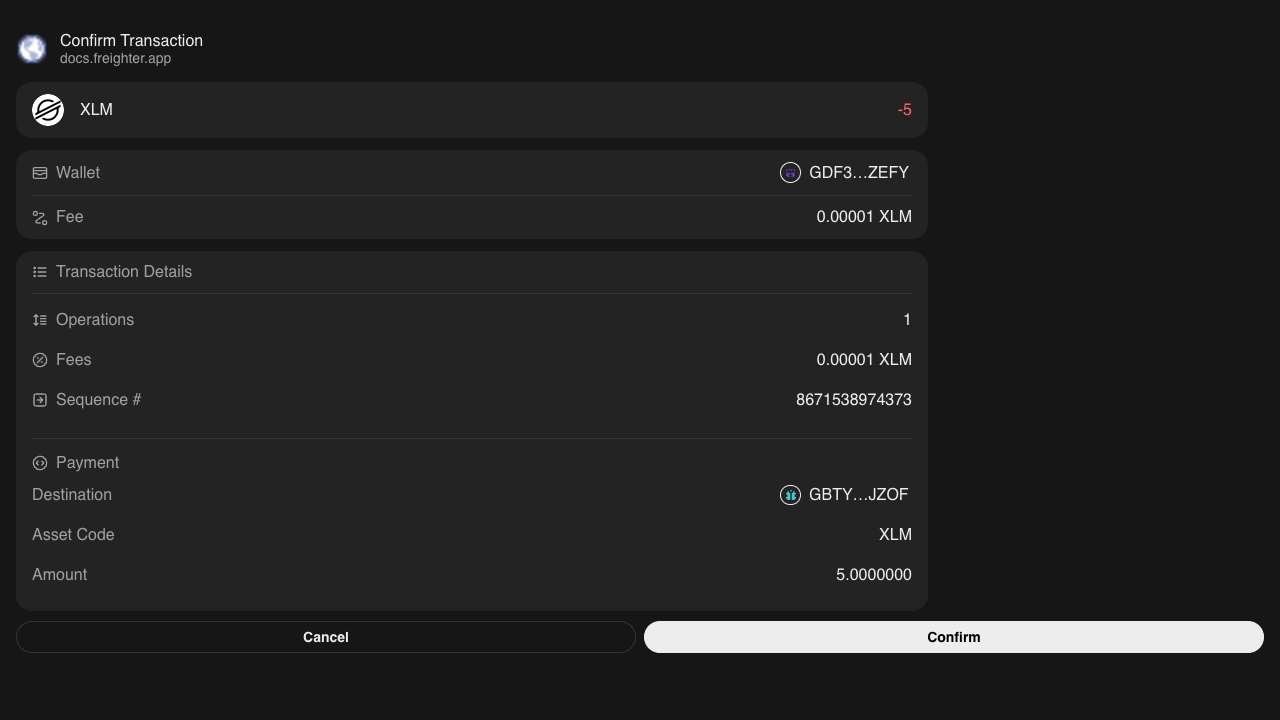 Confirm Transaction
docs.freighter.app
XLM -5
Wallet GDF3...ZEFY
Fee 0.00001 XLM
Transaction Details
Operations 1
Fees 0.00001 XLM
Sequence # 8671538974373
Payment
Destination GBTY...JZOF
Asset Code XLM
Amount 5.0000000
Cancel Confirm